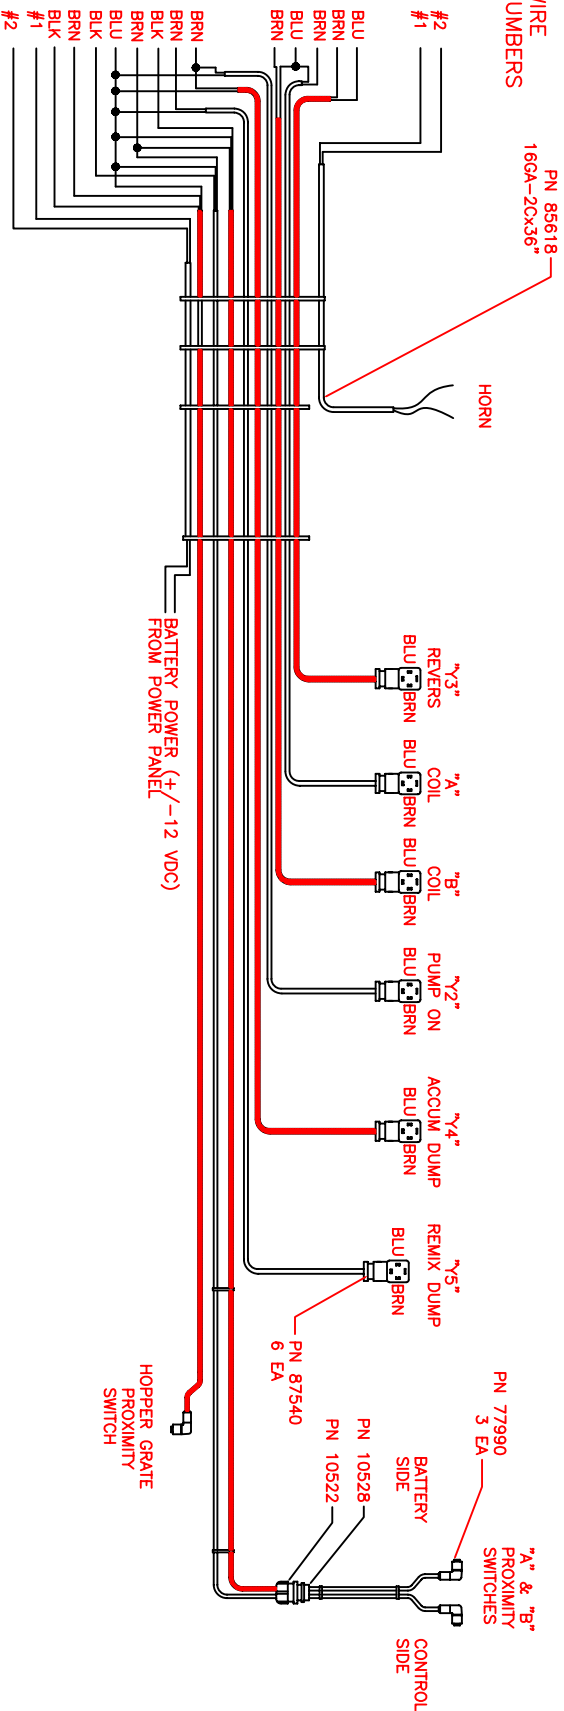 IRE
UMBERS
#2
#1
BLU
BRN
BRN
BLU
BRN
BRN
BRN
BLK
BRN
BLU
BLK
BRN
BLK
#1
#2
PN 85618
16GA-2Cx36"
HORN
"Y3"
REVERS
BLU BRN
"A"
COIL
BLU BRN
"B"
COIL
BLU BRN
"Y2"
PUMP ON
BLU BRN
"Y4"
ACCUM DUMP
BLU BRN
"Y5"
REMIX DUMP
BLU BRN
PN 87540
6 EA
BATTERY POWER (+/-12 VDC)
FROM POWER PANEL
HOPPER GRATE
PROXIMITY
SWITCH
PN 77990
3 EA
"A" & "B"
PROXIMITY
SWITCHES
BATTERY
SIDE
CONTROL
SIDE
PN 10528
PN 10522